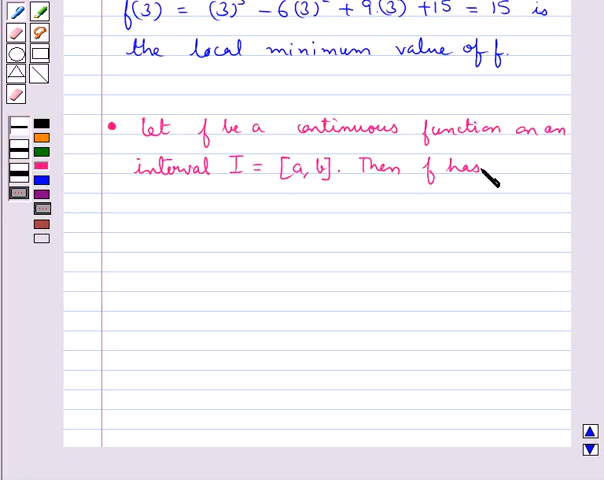 f(3) = (3)³ - 6(3)² + 9(3) + 15 = 15 is
the local minimum value of f.
• Let f be a continuous function on an
interval I = [a, b]. Then f has